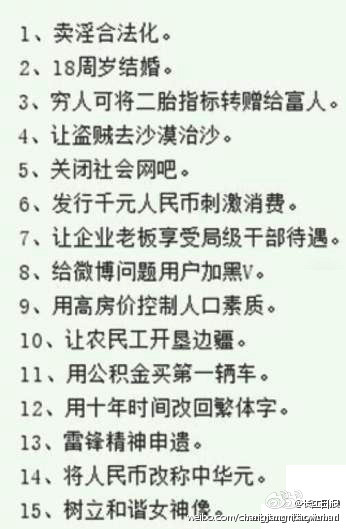 1、卖淫合法化。
2、18周岁结婚。
3、穷人可将二胎指标转赠给富人。
4、让盗贼去沙漠治沙。
5、关闭社会网吧。
6、发行千元人民币刺激消费。
7、让企业老板享受局级干部待遇。
8、给微博问题用户加黑V。
9、用高房价控制人口素质。
10、让农民工开垦边疆。
11、用公积金买第一辆车。
12、用十年时间改回繁体字。
13、雷锋精神申遗。
14、将人民币改称中华元。
15、树立和谐女神像。
@长江日报